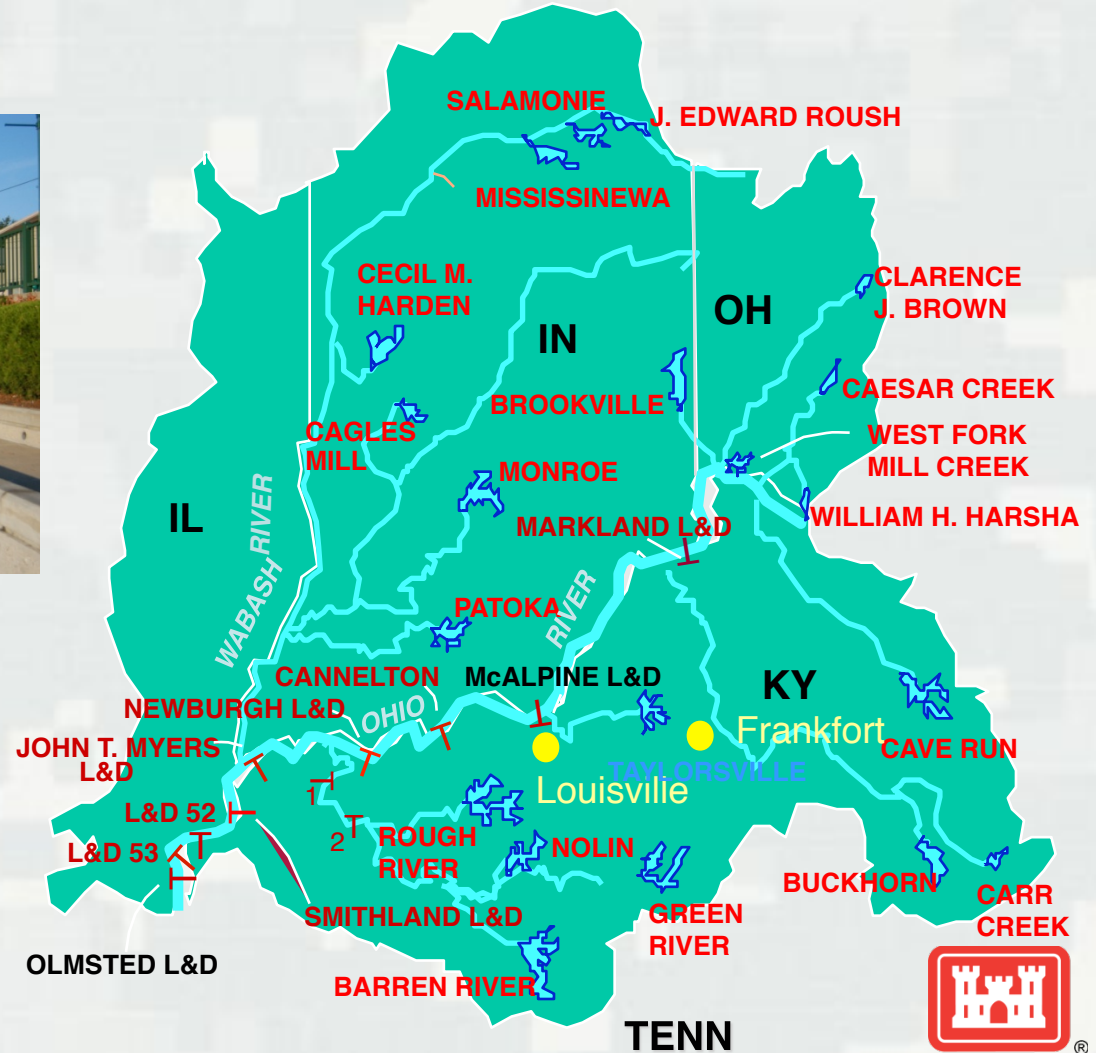 SALAMONIE
J. EDWARD ROUSH
MISSISSINEWA
CECIL M.
HARDEN
CLARENCE
J. BROWN
OH
IN
BROOKVILLE
CAESAR CREEK
CAGLES
MILL
WEST FORK
MILL CREEK
MONROE
IL
WABASH RIVER
MARKLAND L&D
WILLIAM H. HARSHA
PATOKA
RIVER
CANNELTON
McALPINE L&D
KY
NEWBURGH L&D
OHIO
Frankfort
JOHN T. MYERS
L&D
CAVE RUN
TAYLORSVILLE
Louisville
1
L&D 52
2
ROUGH
RIVER
NOLIN
L&D 53
BUCKHORN
CARR
CREEK
SMITHLAND L&D
GREEN
RIVER
OLMSTED L&D
BARREN RIVER
TENN
®